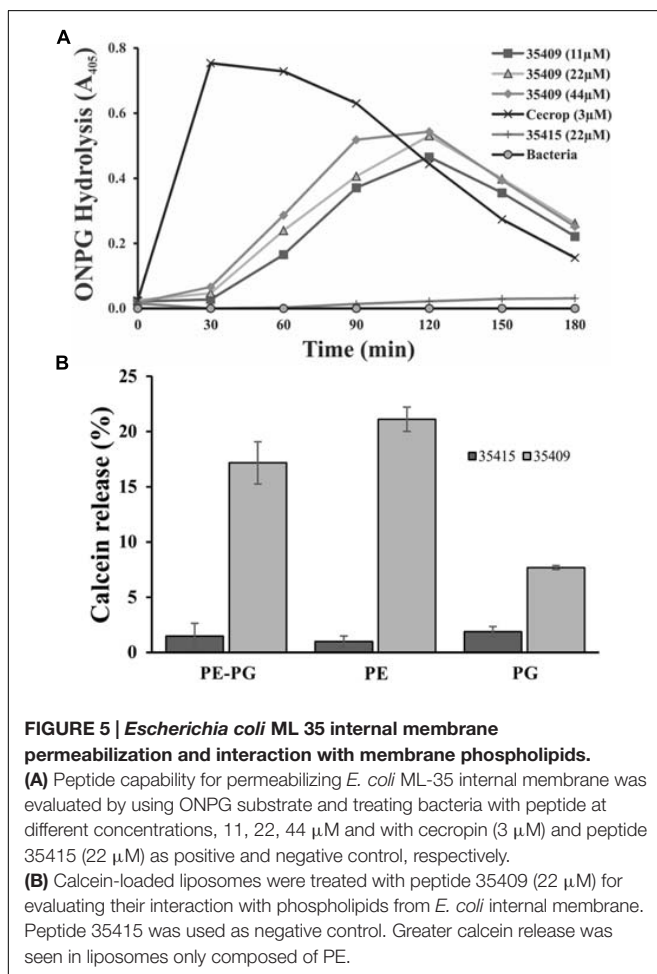 A
0.8
0.6
0.4
0.2
0.0
ONPG Hydrolysis (A405)
35409 (11µM)
35409 (22µM)
35409 (44µM)
Cecrop (3µM)
35415 (22µM)
Bacteria
0 30 60 90 120 150 180
Time (min)
B
25
20
15
10
5
0
Calcein release (%)
35415 35409
PE-PG PE PG
FIGURE 5 | Escherichia coli ML 35 internal membrane
permeabilization and interaction with membrane phospholipids.
(A) Peptide capability for permeabilizing E. coli ML-35 internal membrane was
evaluated by using ONPG substrate and treating bacteria with peptide at
different concentrations, 11, 22, 44 µM and with cecropin (3 µM) and peptide
35415 (22 µM) as positive and negative control, respectively.
(B) Calcein-loaded liposomes were treated with peptide 35409 (22 µM) for
evaluating their interaction with phospholipids from E. coli internal membrane.
Peptide 35415 was used as negative control. Greater calcein release was
seen in liposomes only composed of PE.